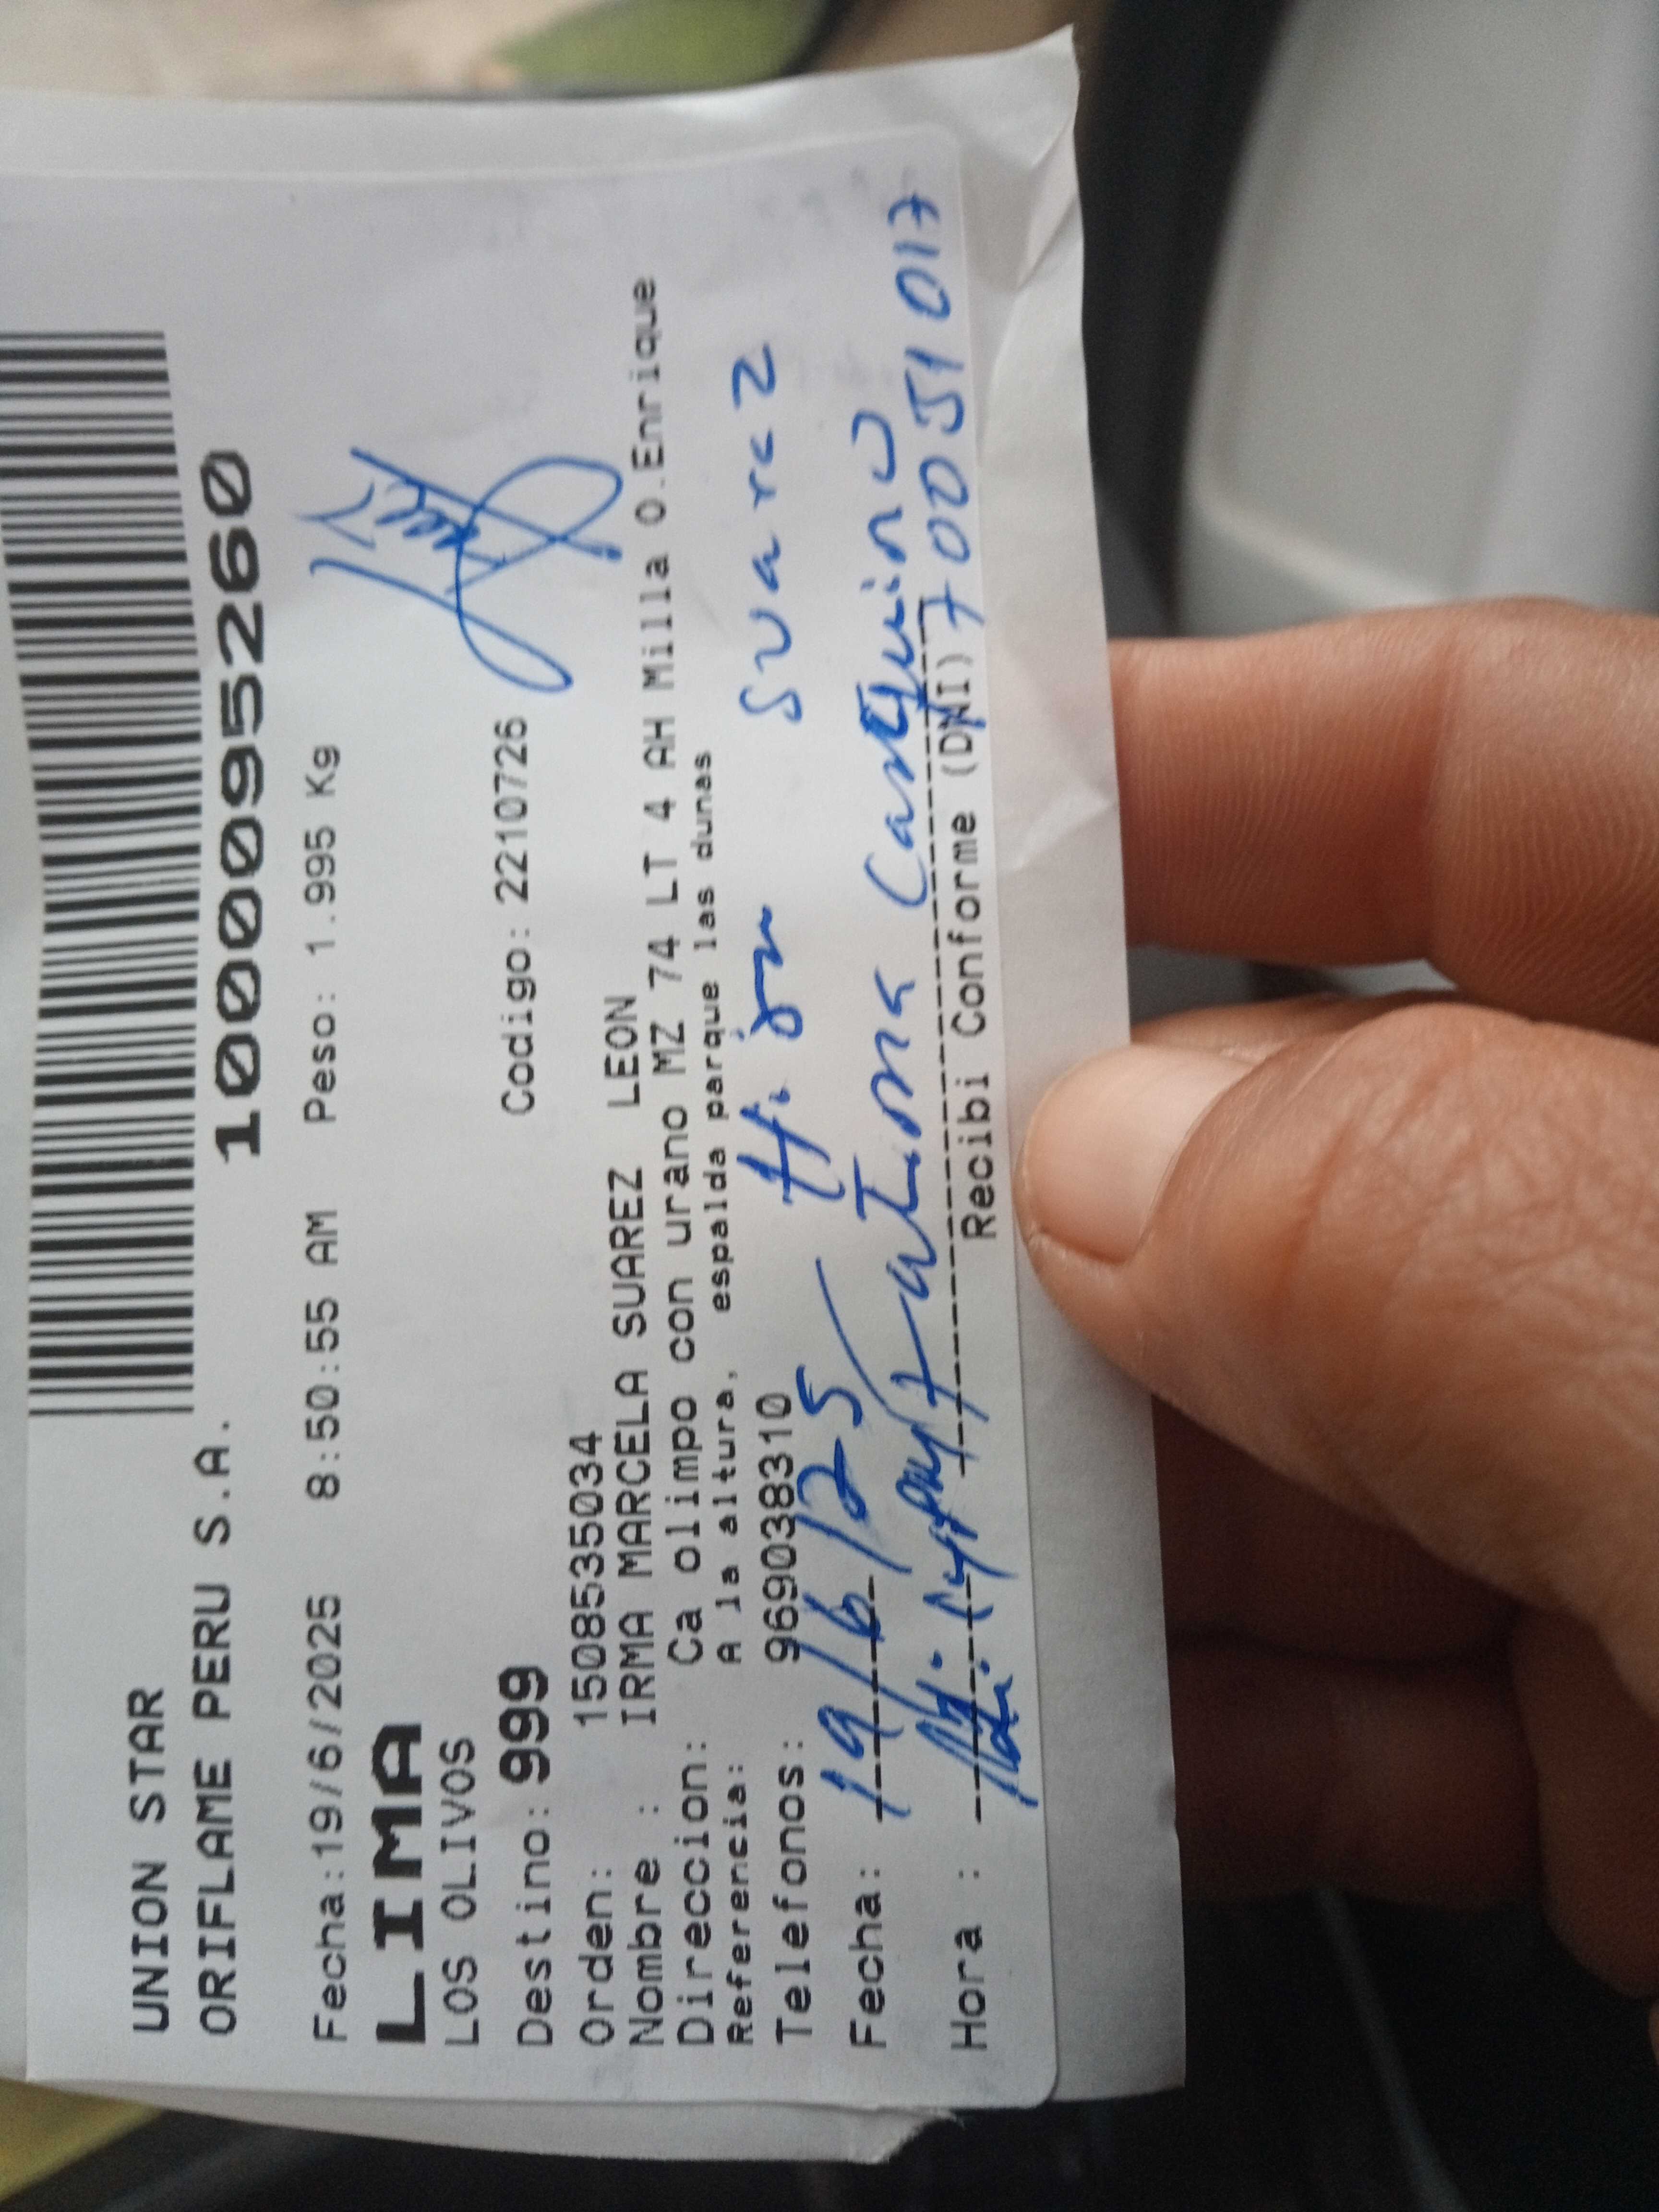 UNION STAR
ORIFLAME PERU S.A. 10009526​0
Fecha:19/6/2025 8:50:55 AM Peso: 1.995 Kg
LIMA
LOS OLIVOS
Destino: 999 Codigo: 2210726
Orden: 1508535034
Nombre : IRMA MARCELA SUAREZ LEON
Direccion: Ca olimpo con urano MZ 74 LT 4 AH Milla O.Enrique
Referencia: A la altura, espalda parque las dunas
Telefonos: 969038310
Suarez
Fecha: 19/6/25 Fatima
Hora :
Recibi Conforme (DNI)